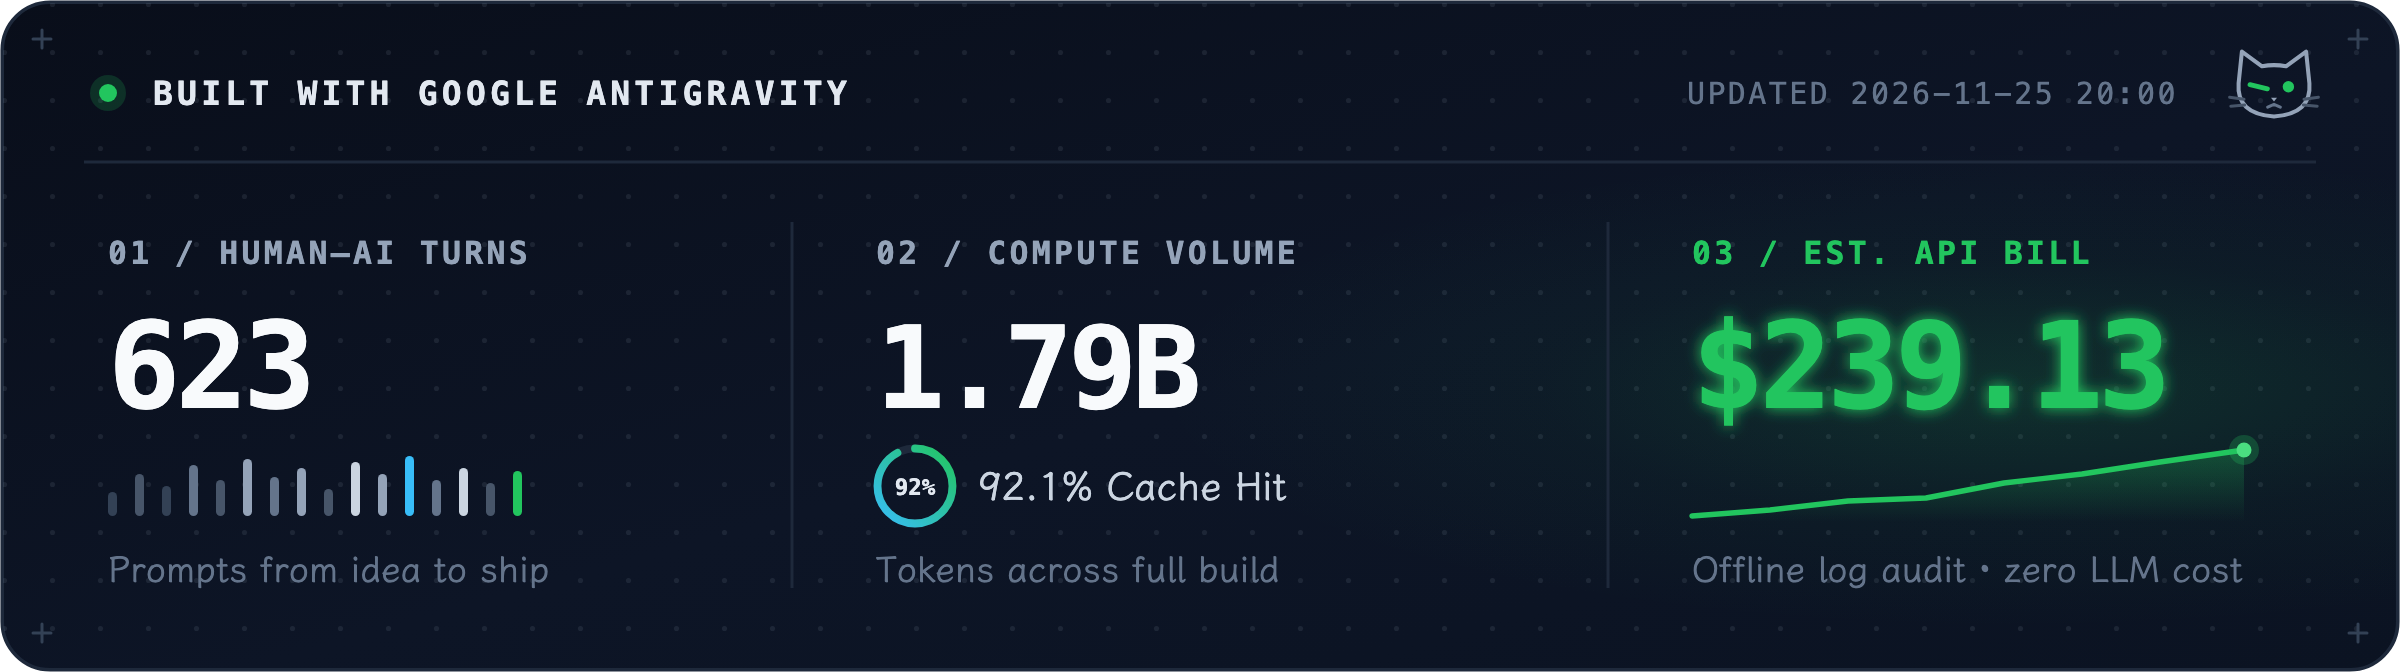 BUILT WITH GOOGLE ANTIGRAVITY
UPDATED 2026-11-25 20:00
01 / HUMAN-AI TURNS
623
Prompts from idea to ship
02 / COMPUTE VOLUME
1.79B
92%
92.1% Cache Hit
Tokens across full build
03 / EST. API BILL
$239.13
Offline log audit • zero LLM cost